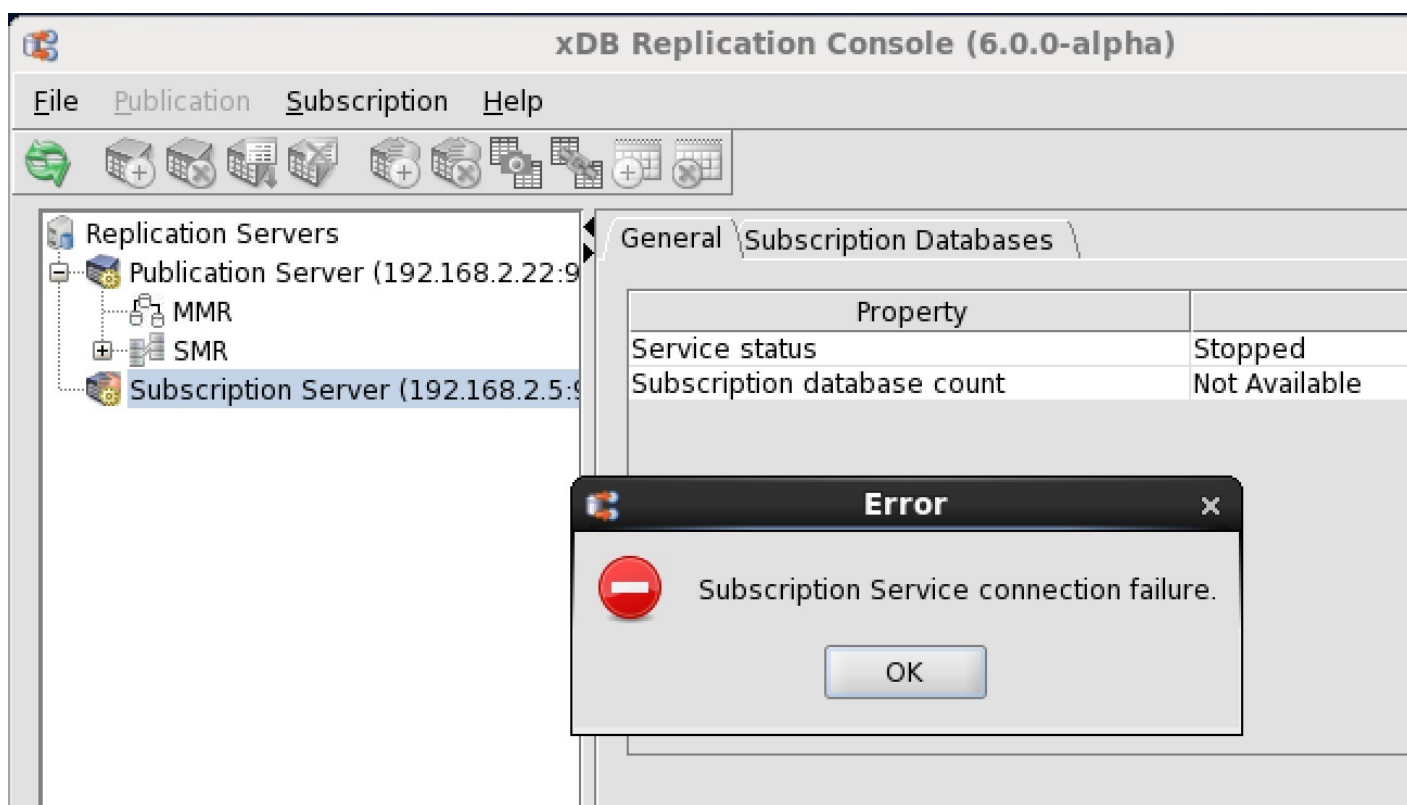 xDB Replication Console (6.0.0-alpha)
File Publication Subscription Help
Replication Servers
Publication Server (192.168.2.22:9
MMR
SMR
Subscription Server (192.168.2.5:9
General Subscription Databases
Property
Service status Stopped
Subscription database count Not Available
Error
Subscription Service connection failure.
OK